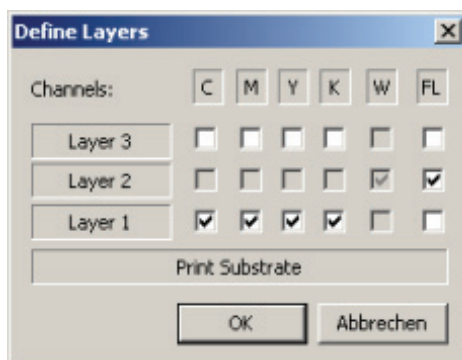 Define Layers
Channels: C M Y K W FL
Layer 3
Layer 2
Layer 1
Print Substrate
OK Abbrechen